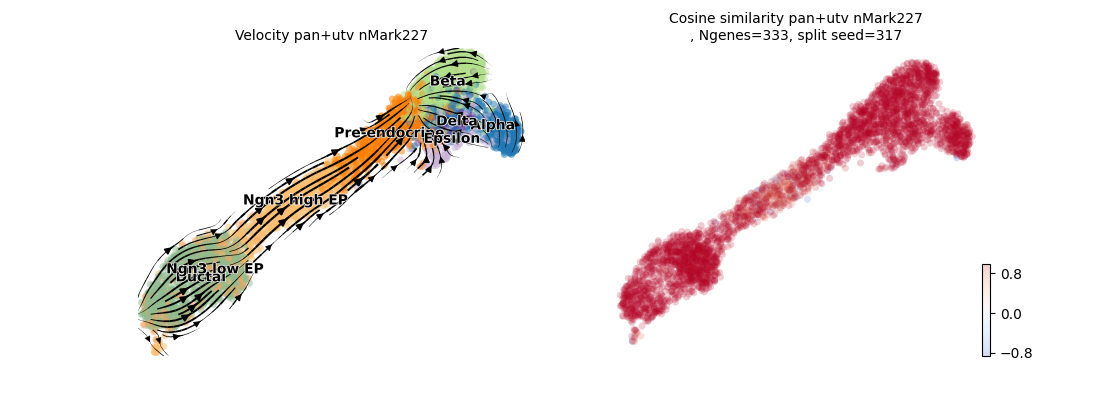 Velocity pan+utv nMark227
Cosine similarity pan+utv nMark227
, Ngenes=333, split seed=317
Beta
Delta
Alpha
Pre-endocrine
Epsilon
Ngn3 high EP
Ngn3 low EP
Ductal
0.8
0.0
−0.8